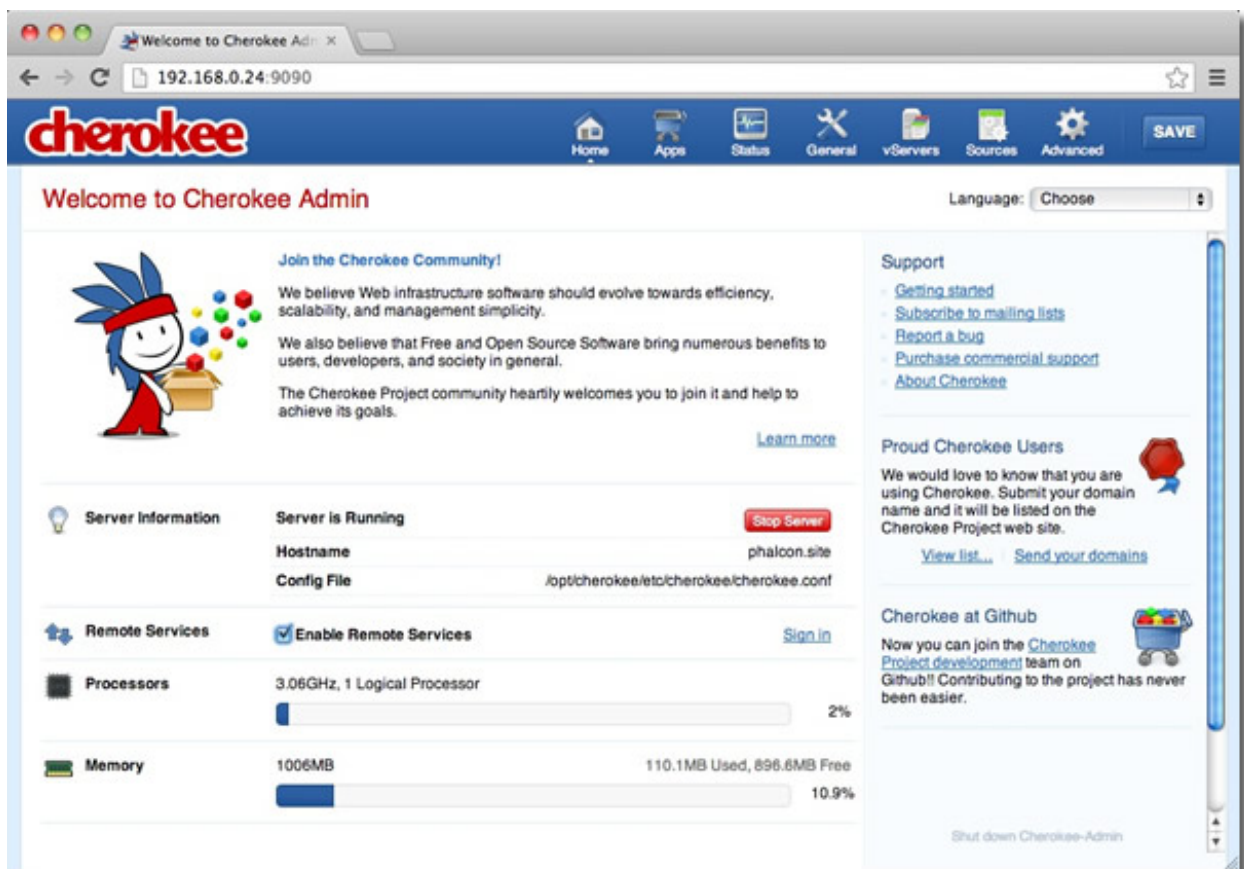 Welcome to Cherokee Adm
192.168.0.24:9090
cherokee
Home
Apps
Status
General
vServers
Sources
Advanced
SAVE
Welcome to Cherokee Admin
Language: Choose
Join the Cherokee Community!
We believe Web infrastructure software should evolve towards efficiency,
scalability, and management simplicity.
We also believe that Free and Open Source Software bring numerous benefits to
users, developers, and society in general.
The Cherokee Project community heartily welcomes you to join it and help to
achieve its goals.
Learn more
Server Information
Server is Running
Stop Server
Hostname
phalcon.site
Config File
/opt/cherokee/etc/cherokee/cherokee.conf
Remote Services
Enable Remote Services
Sign in
Processors
3.06GHz, 1 Logical Processor
2%
Memory
1006MB
110.1MB Used, 896.6MB Free
10.9%
Support
Getting started
Subscribe to mailing lists
Report a bug
Purchase commercial support
About Cherokee
Proud Cherokee Users
We would love to know that you are
using Cherokee. Submit your domain
name and it will be listed on the
Cherokee Project web site.
View list... Send your domains
Cherokee at Github
Now you can join the Cherokee
Project development team on
Github!! Contributing to the project has never
been easier.
Shut down Cherokee-Admin